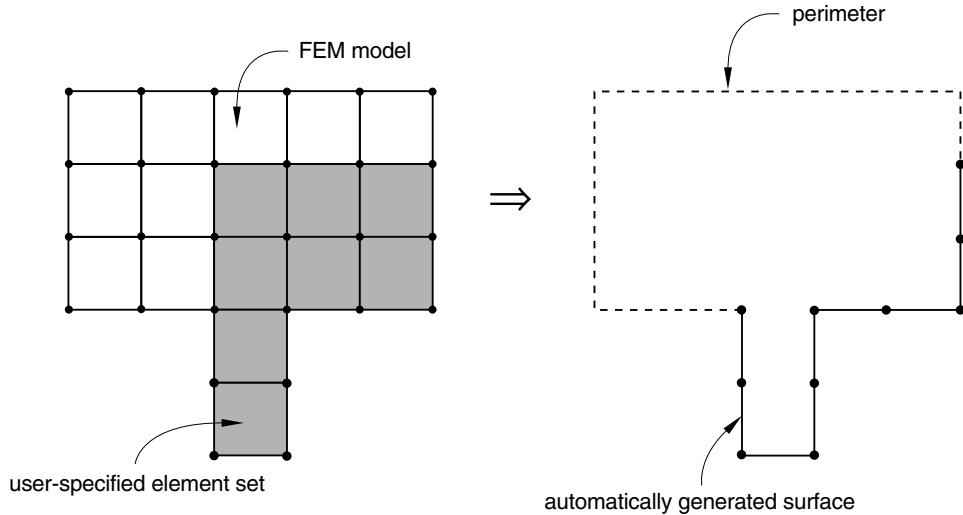 perimeter
FEM model
⇒
user-specified element set
automatically generated surface